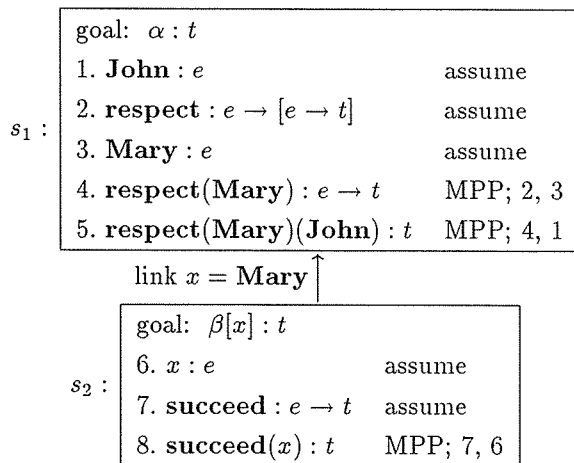 goal: α : t
1. John : e assume
2. respect : e → [e → t] assume
s₁ :
3. Mary : e assume
4. respect(Mary) : e → t MPP; 2, 3
5. respect(Mary)(John) : t MPP; 4, 1
link x = Mary
goal: β[x] : t
6. x : e assume
s₂ :
7. succeed : e → t assume
8. succeed(x) : t MPP; 7, 6